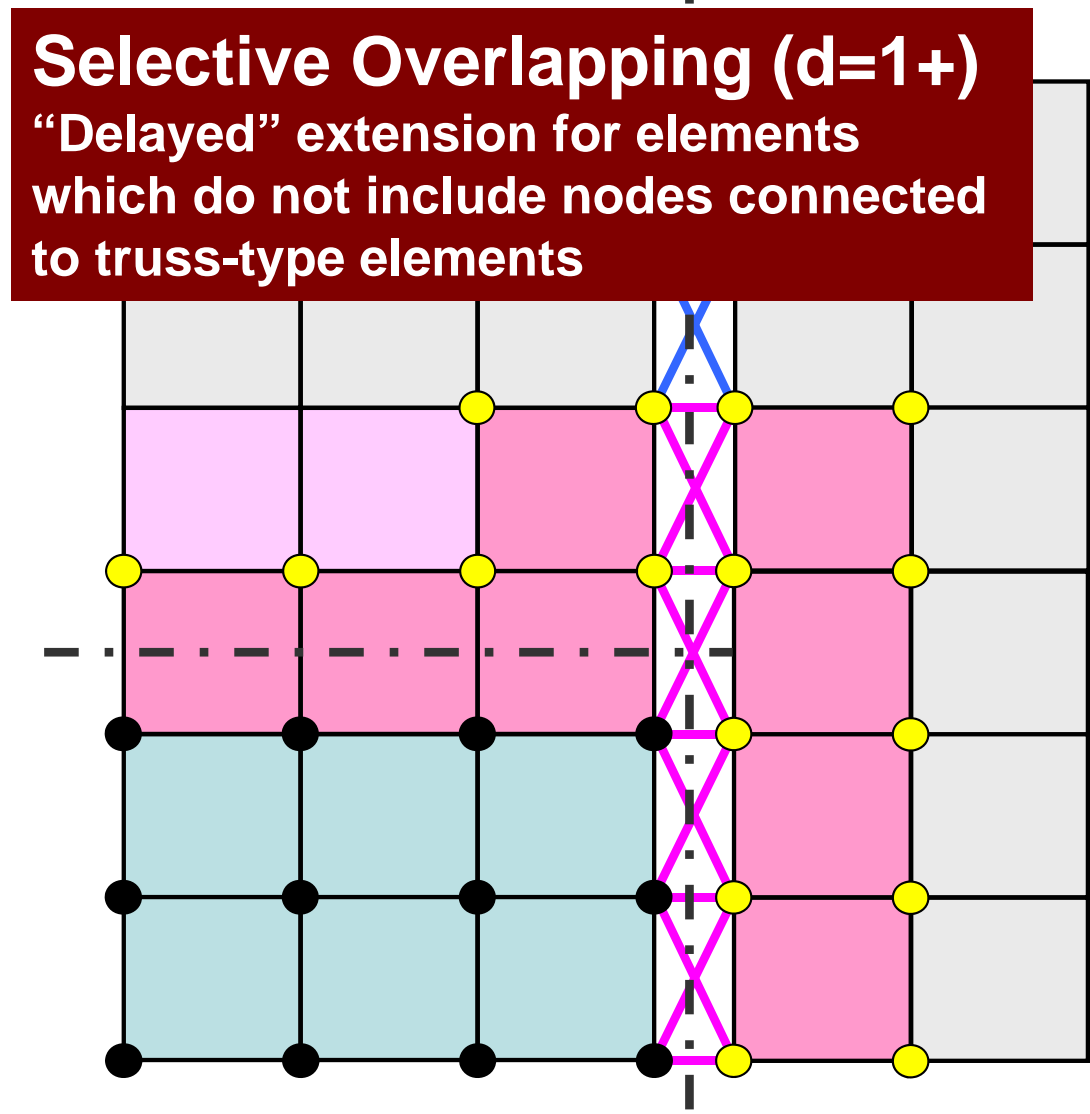 Selective Overlapping (d=1+)
“Delayed” extension for elements
which do not include nodes connected
to truss-type elements